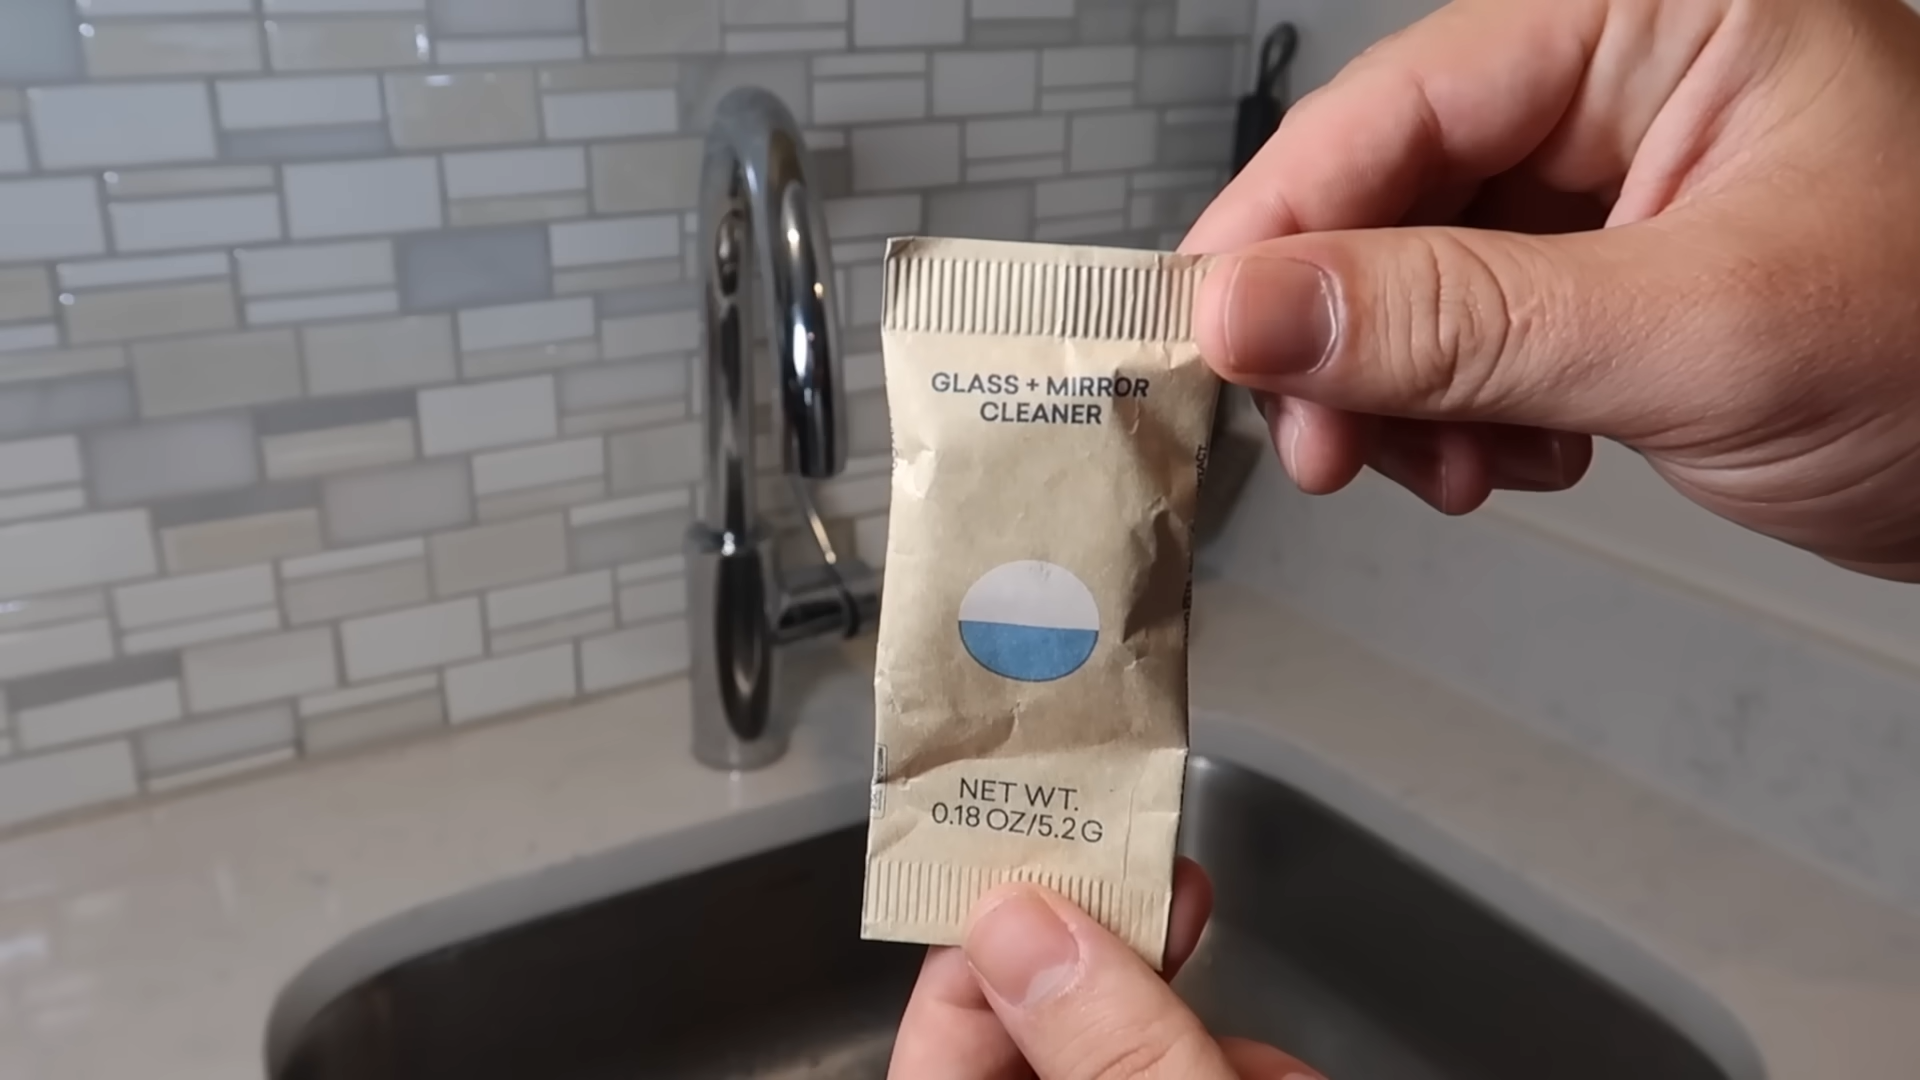 GLASS + MIRROR
CLEANER
NET WT.
0.18 OZ/5.2 G